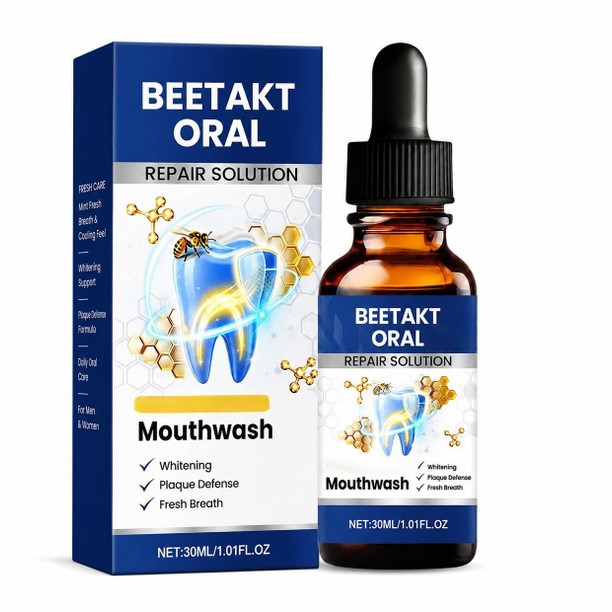 BEETAKT
ORAL
REPAIR SOLUTION
FRESH CARE
Mint Fresh
Breath &
Cooling Feel
Whitening
Support
Plaque Defense
Formula
Daily Oral
Care
For Men
& Women
Mouthwash
Whitening
Plaque Defense
Fresh Breath
NET:30ML/1.01FL.OZ
BEETAKT
ORAL
REPAIR SOLUTION
Mouthwash
Whitening
Plaque Defense
Fresh Breath
NET:30ML/1.01FL.OZ